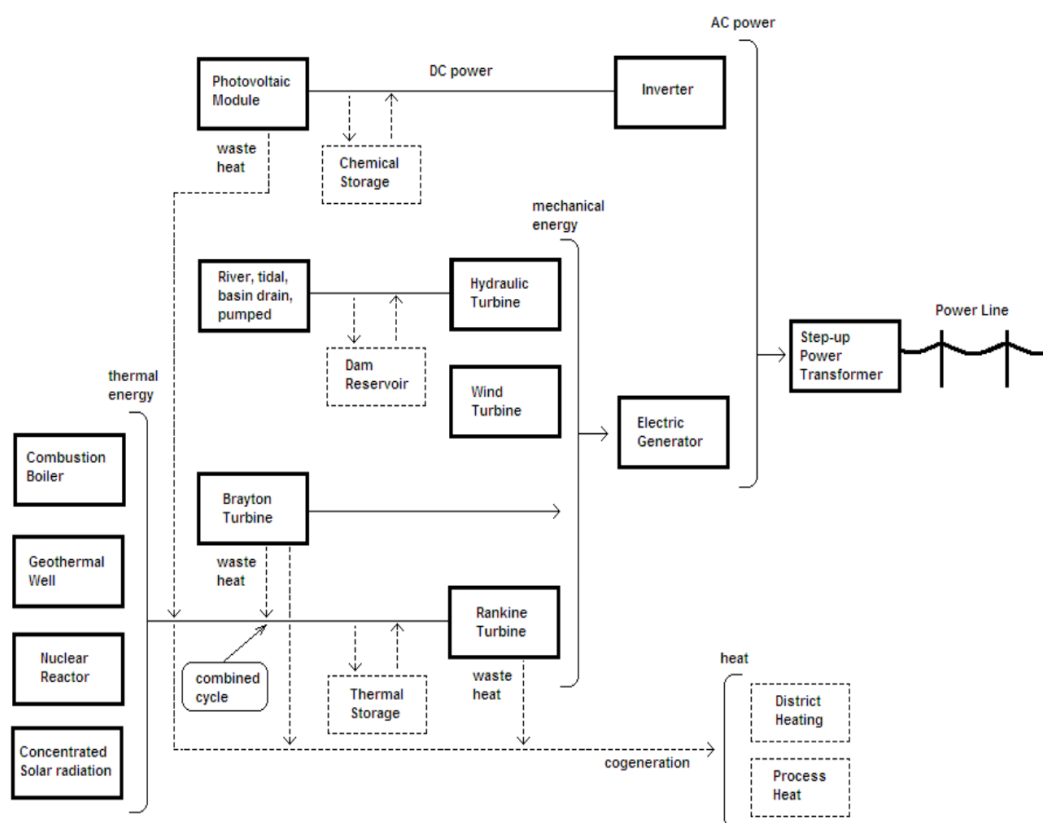 AC power
Photovoltaic
Module
DC power
Inverter
waste
heat
Chemical
Storage
mechanical
energy
River, tidal,
basin drain,
pumped
Hydraulic
Turbine
Dam
Reservoir
Wind
Turbine
Power Line
Step-up
Power
Transformer
thermal
energy
Electric
Generator
Combustion
Boiler
Brayton
Turbine
Geothermal
Well
waste
heat
Rankine
Turbine
Nuclear
Reactor
combined
cycle
Thermal
Storage
waste
heat
heat
District
Heating
Concentrated
Solar radiation
cogeneration
Process
Heat